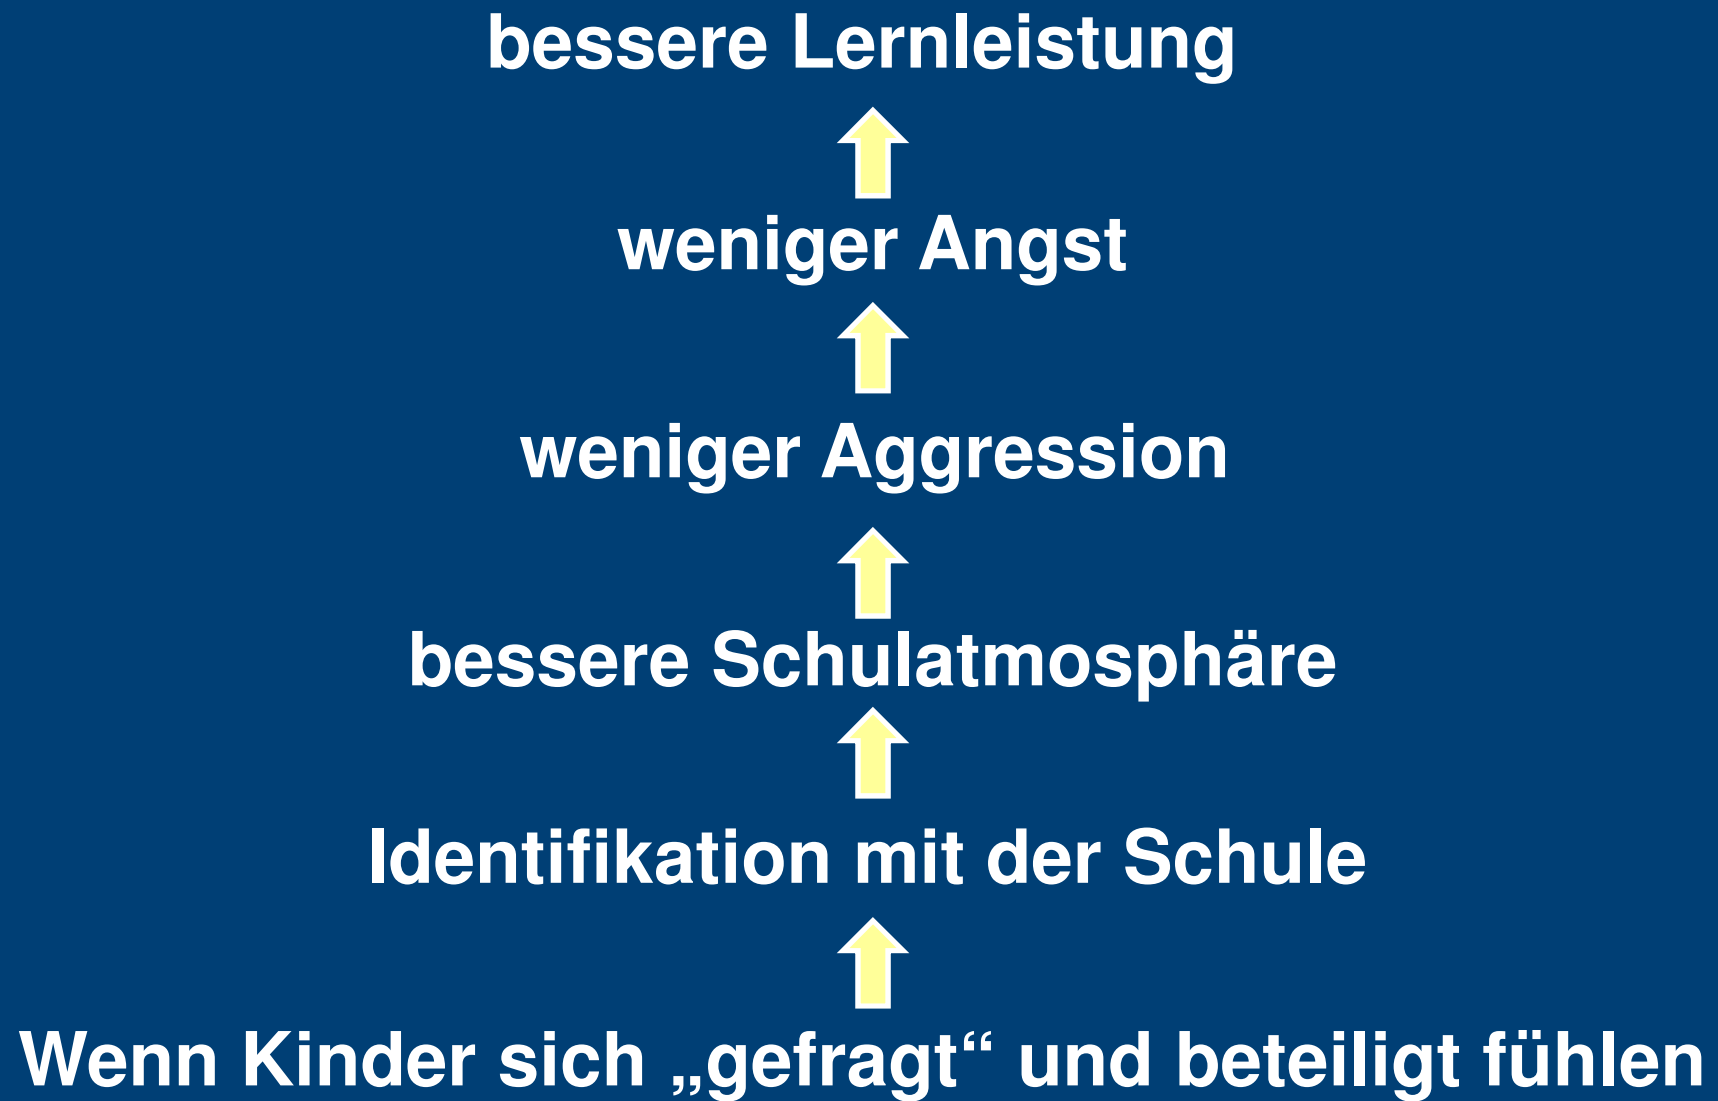 bessere Lernleistung
weniger Angst
weniger Aggression
bessere Schulatmosphäre
Identifikation mit der Schule
Wenn Kinder sich „gefragt“ und beteiligt fühlen